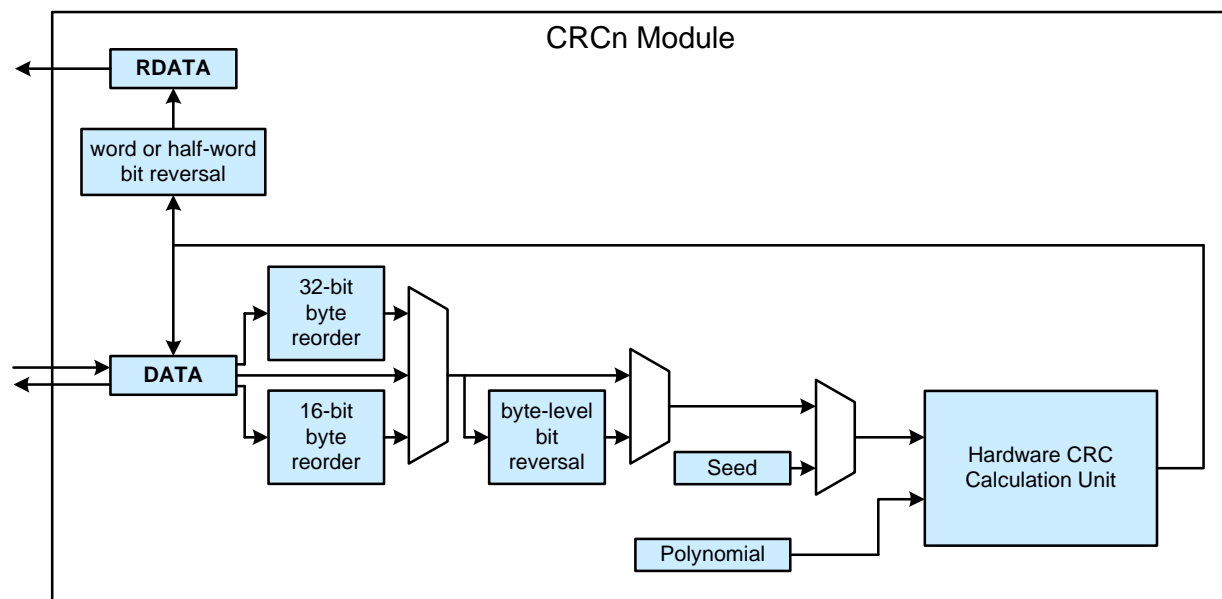 CRCn Module
RDATA
word or half-word
bit reversal
32-bit
byte
reorder
DATA
16-bit
byte
reorder
byte-level
bit
reversal
Seed
Hardware CRC
Calculation Unit
Polynomial